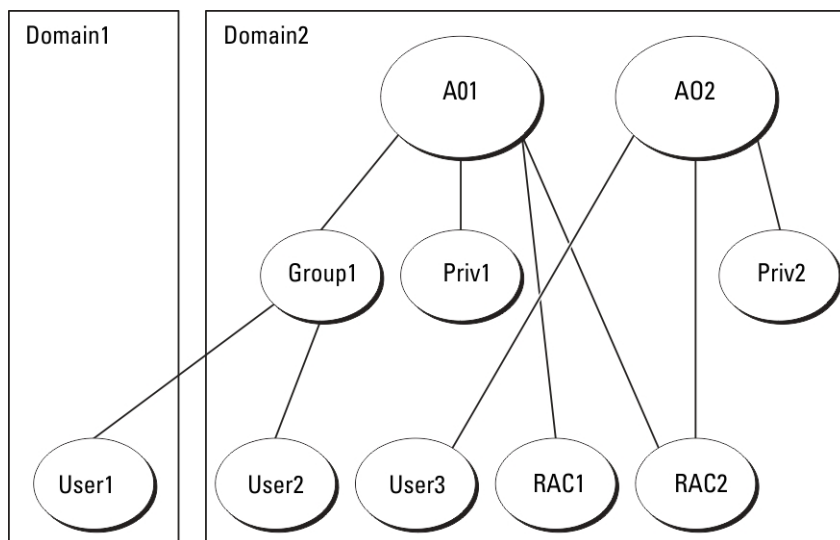 Domain1
Domain2
A01
AO2
Group1
Priv1
Priv2
User1
User2
User3
RAC1
RAC2